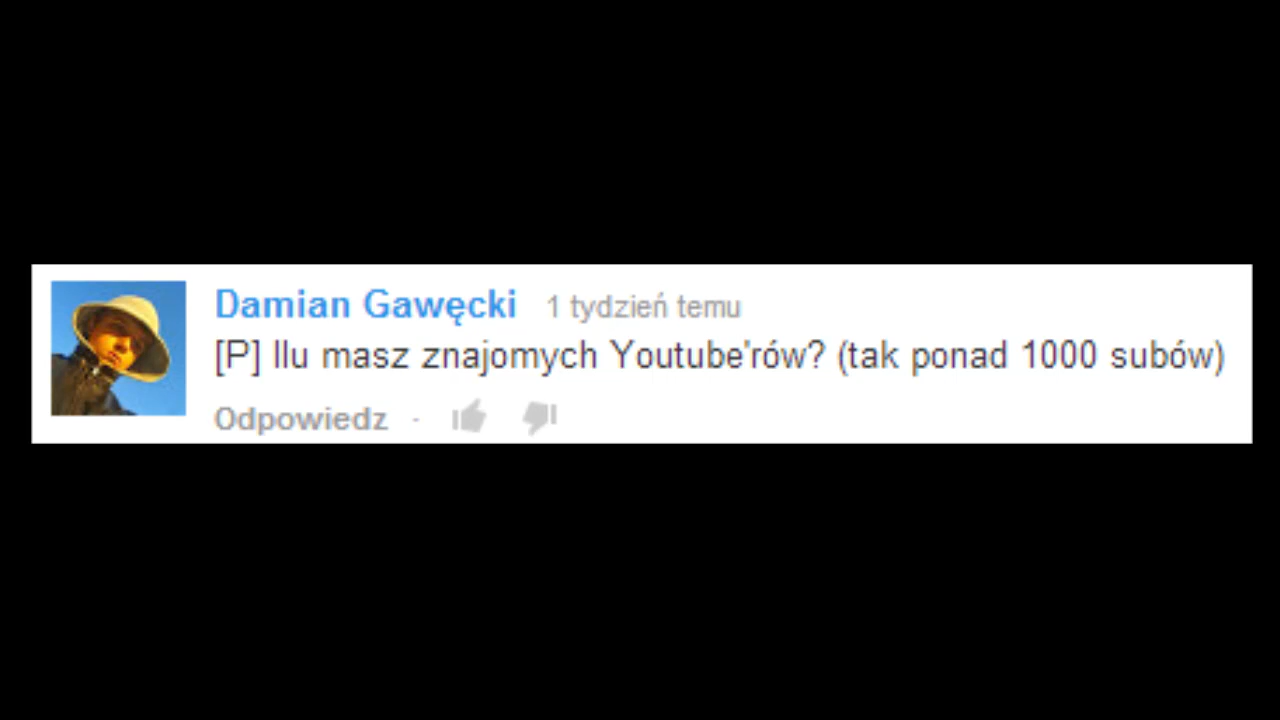 Damian Gawęcki 1 tydzień temu
[P] Ilu masz znajomych Youtube'rów? (tak ponad 1000 subów)
Odpowiedz ·